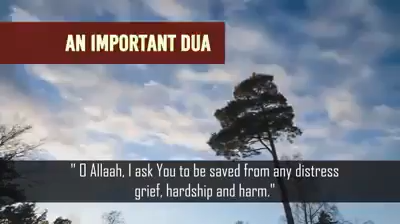 AN IMPORTANT DUA
" O Allaah, I ask You to be saved from any distress
grief, hardship and harm."